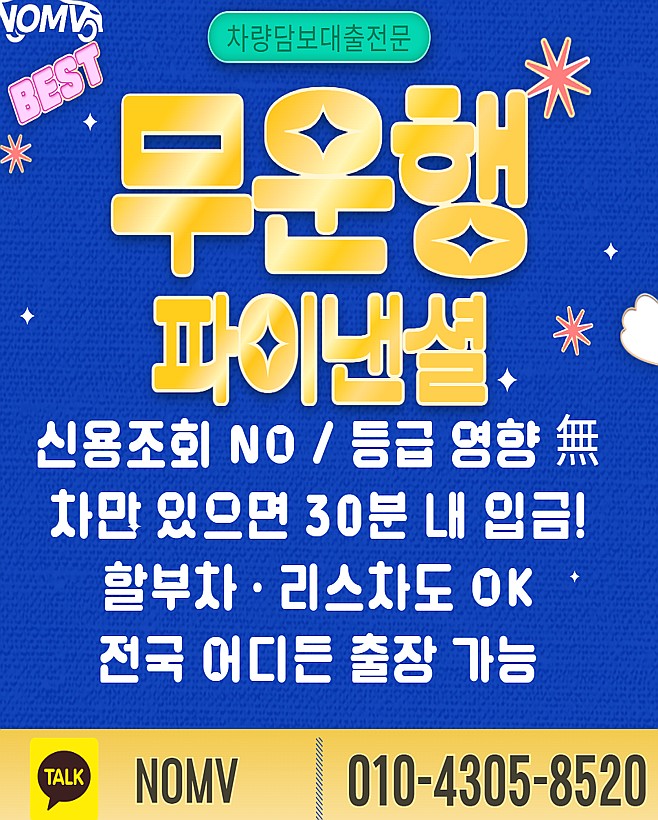 NOMV
차량담보대출전문
BEST
무운행
파이낸셜
신용조회 NO / 등급 영향 無
차만 있으면 30분 내 입금!
할부차 · 리스차도 OK
전국 어디든 출장 가능
TALK
NOMV
010-4305-8520